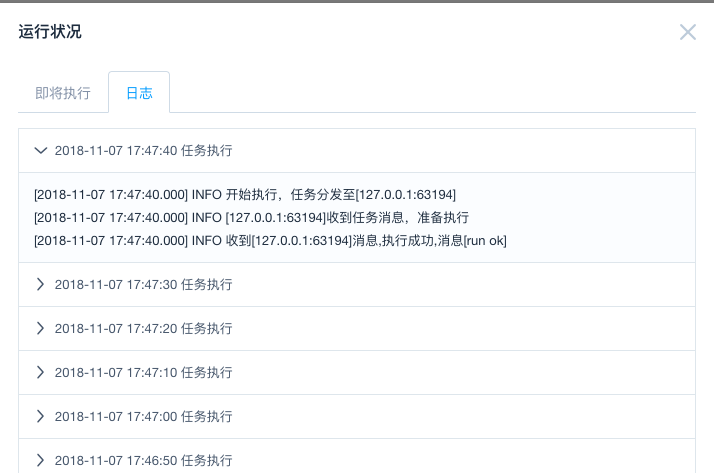 运行状况
即将执行
日志
2018-11-07 17:47:40 任务执行
[2018-11-07 17:47:40.000] INFO 开始执行，任务分发至[127.0.0.1:63194]
[2018-11-07 17:47:40.000] INFO [127.0.0.1:63194]收到任务消息，准备执行
[2018-11-07 17:47:40.000] INFO 收到[127.0.0.1:63194]消息,执行成功,消息[run ok]
2018-11-07 17:47:30 任务执行
2018-11-07 17:47:20 任务执行
2018-11-07 17:47:10 任务执行
2018-11-07 17:47:00 任务执行
2018-11-07 17:46:50 任务执行